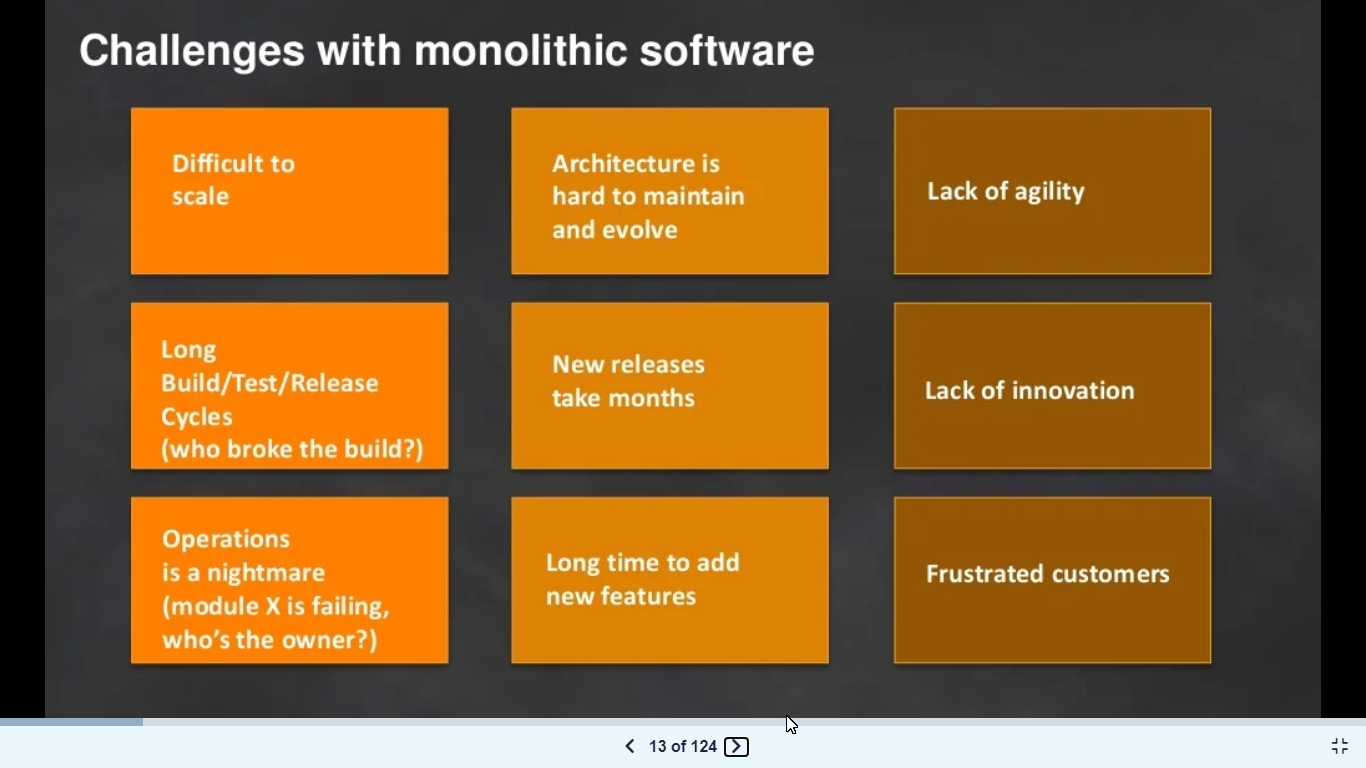 Challenges with monolithic software
Difficult to
scale
Architecture is
hard to maintain
and evolve
Lack of agility
Long
Build/Test/Release
Cycles
(who broke the build?)
New releases
take months
Lack of innovation
Operations
is a nightmare
(module X is failing,
who’s the owner?)
Long time to add
new features
Frustrated customers
13 of 124